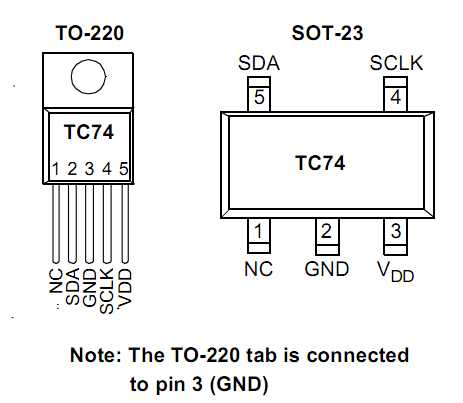 TO-220
SOT-23
SDA
SCLK
5
4
TC74
TC74
1 2 3 4 5
1
2
3
NC
SDA
GND
SCLK
VDD
NC
GND
VDD
Note: The TO-220 tab is connected
to pin 3 (GND)